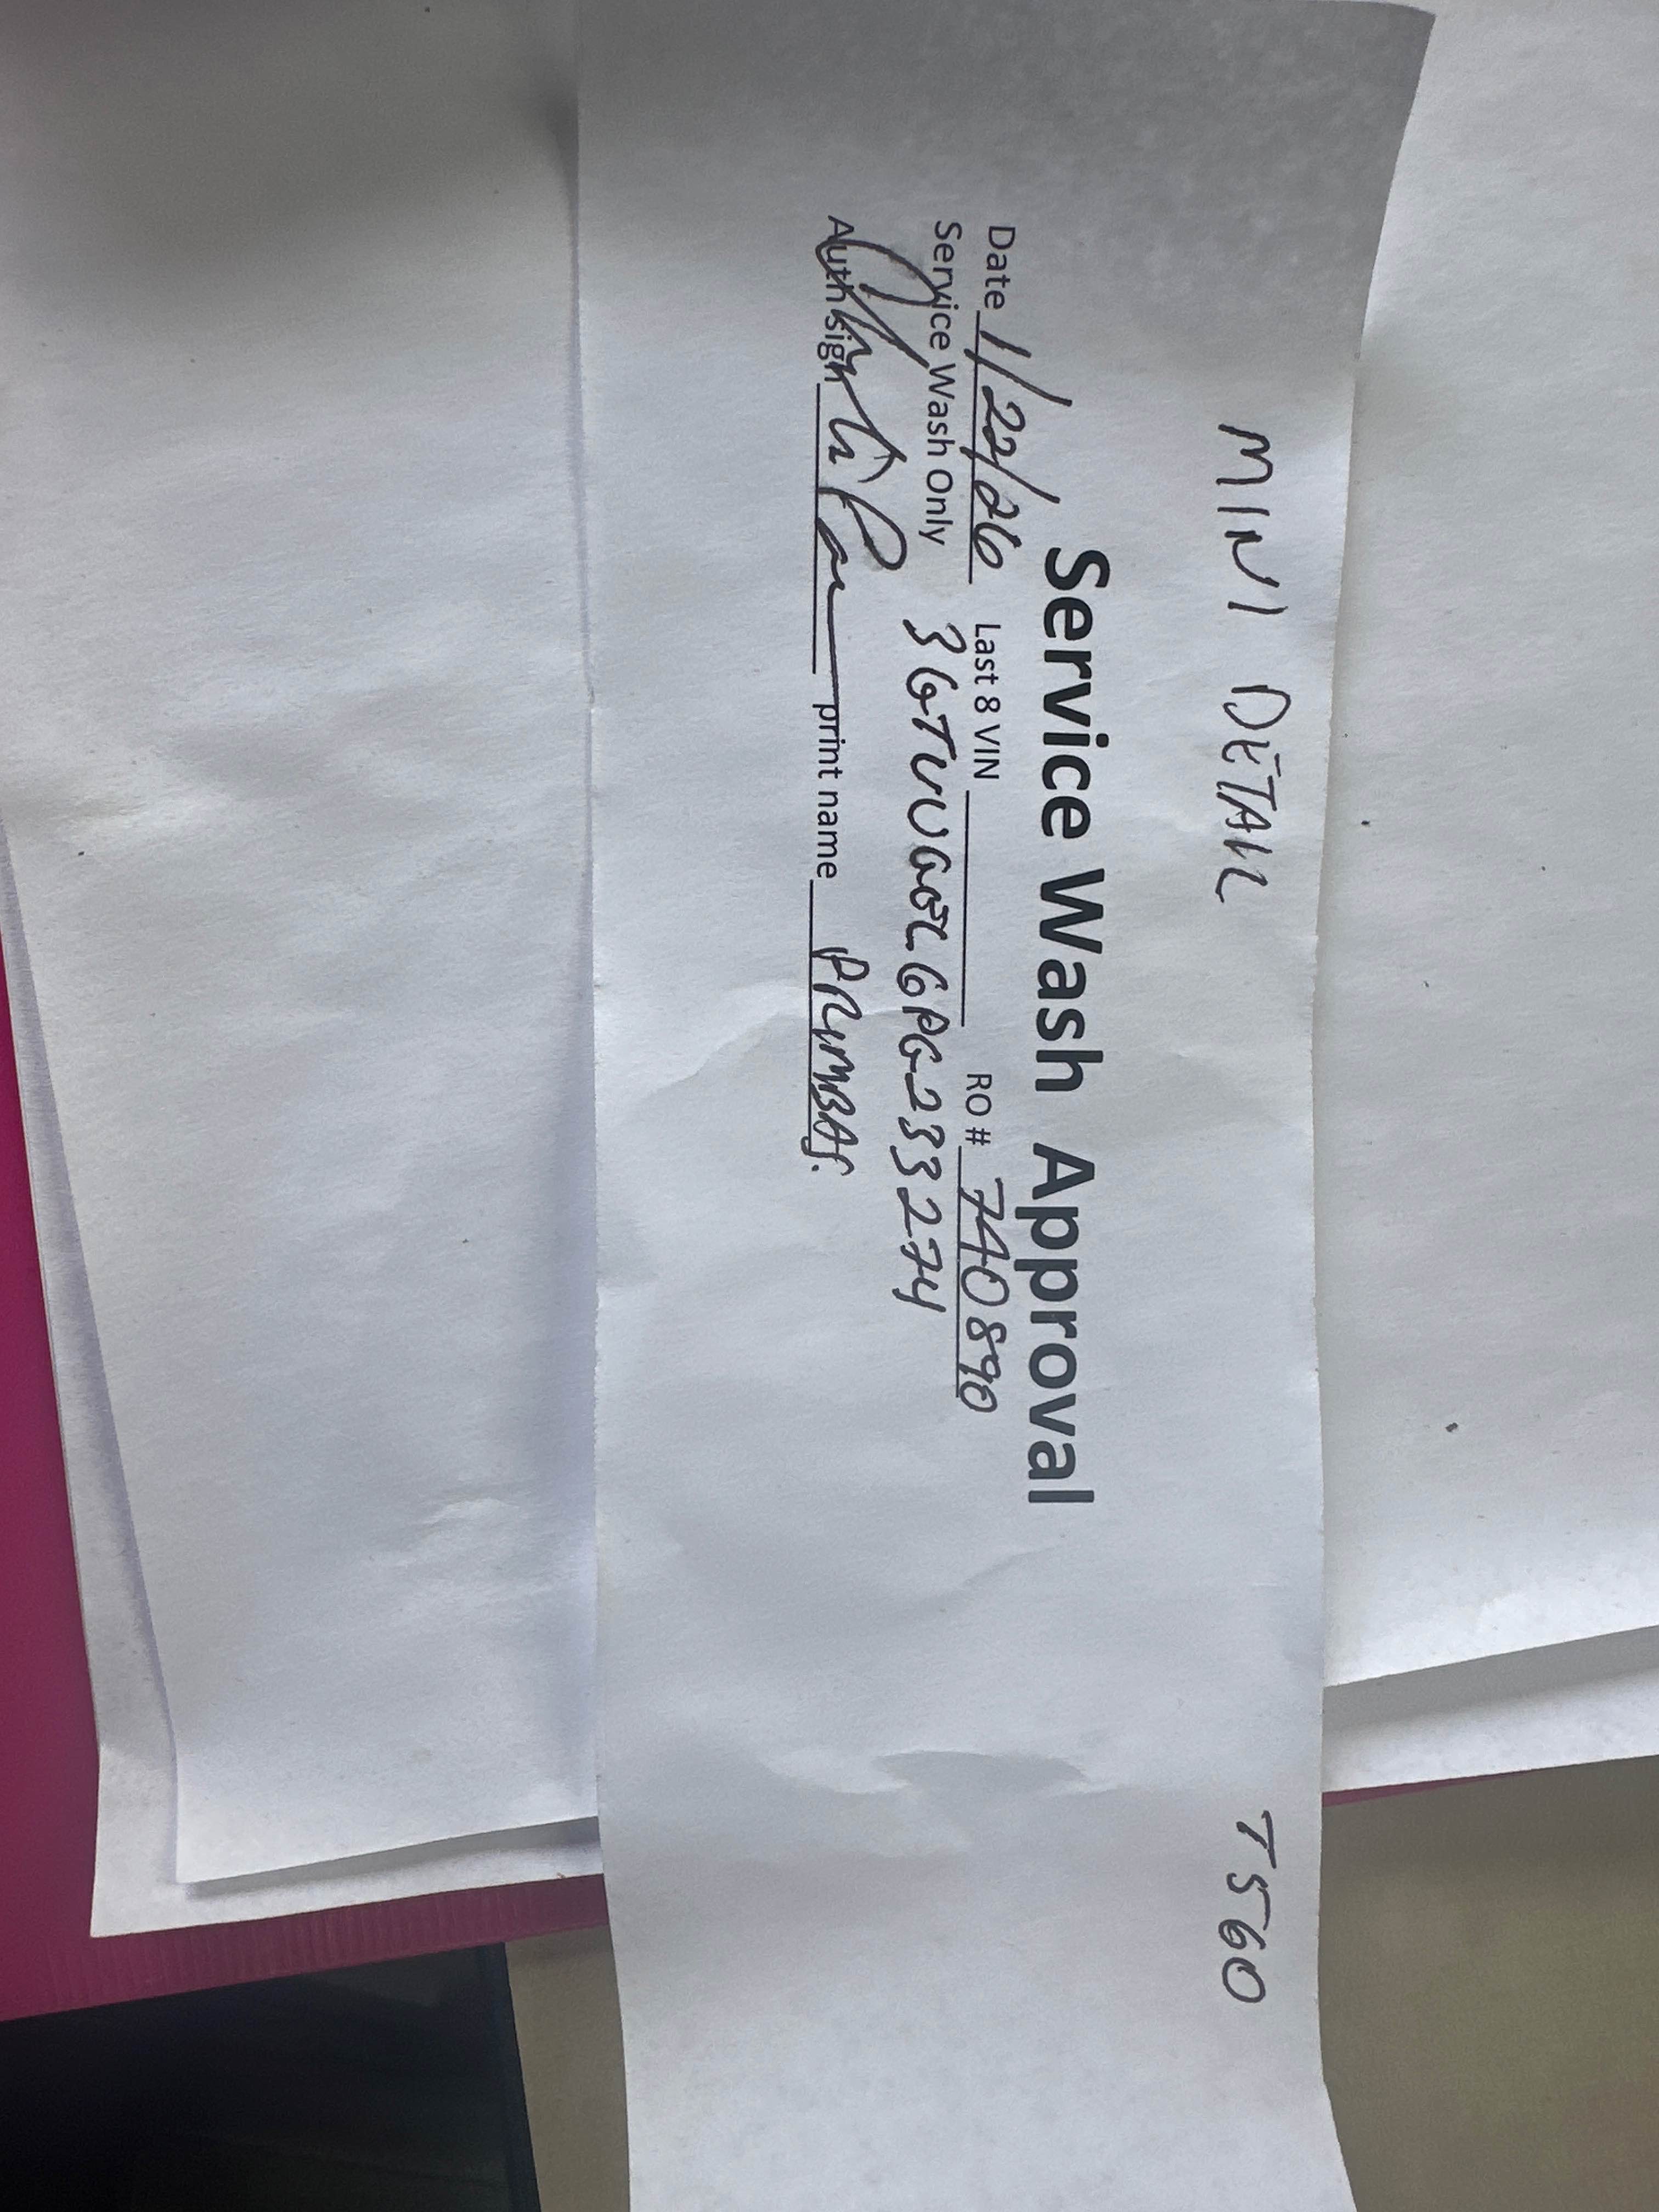 MINI DETAIL TS60
Service Wash Approval
Date 1/22/26 Last 8 VIN RO # 740890
Service Wash Only 3GTUUGEL6PG233274
Auth sign print name